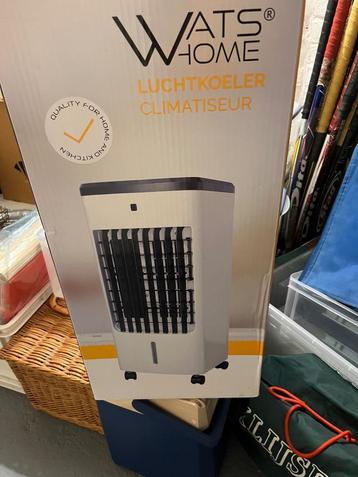 WATS®
HOME
LUCHTKOELER
CLIMATISEUR
QUALITY FOR HOME AND KITCHEN